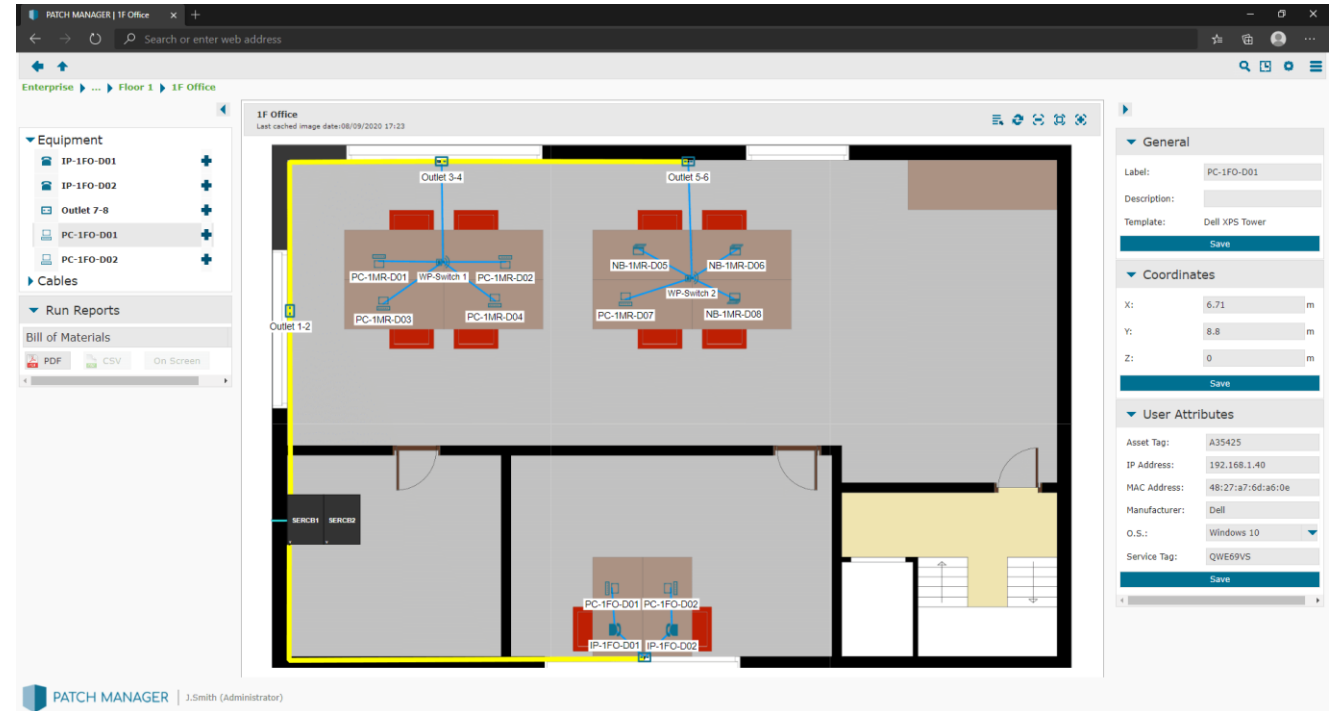 PATCH MANAGER | 1F Office
Search or enter web address
Enterprise ... Floor 1 1F Office
Equipment
IP-1FO-D01
IP-1FO-D02
Outlet 7-8
PC-1FO-D01
PC-1FO-D02
Cables
Run Reports
Bill of Materials
PDF CSV On Screen
1F Office
Last cached image date:08/09/2020 17:23
Outlet 3-4
Outlet 5-6
PC-1MR-D01 WP-Switch 1 PC-1MR-D02
PC-1MR-D03 PC-1MR-D04
NB-1MR-D05 NB-1MR-D06
WP-Switch 2
PC-1MR-D07 NB-1MR-D08
Outlet 1-2
SERCB1 SERCB2
PC-1FO-D01 PC-1FO-D02
IP-1FO-D01 IP-1FO-D02
General
Label: PC-1FO-D01
Description:
Template: Dell XPS Tower
Save
Coordinates
X: 6.71 m
Y: 8.8 m
Z: 0 m
Save
User Attributes
Asset Tag: A35425
IP Address: 192.168.1.40
MAC Address: 48:27:a7:6d:a6:0e
Manufacturer: Dell
O.S.: Windows 10
Service Tag: QWE69VS
Save
PATCH MANAGER | J.Smith (Administrator)